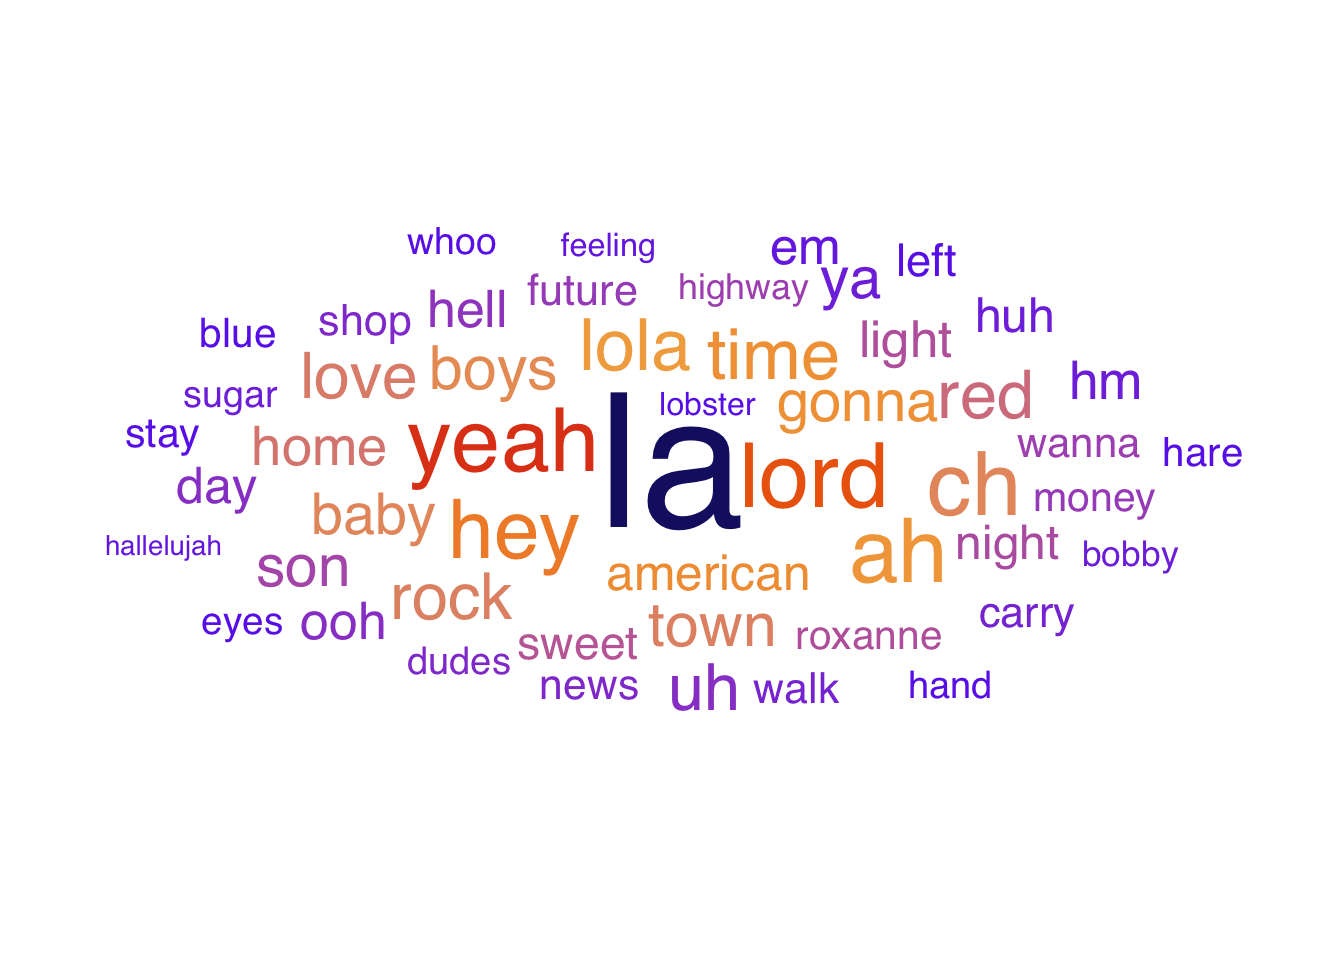 whoo
feeling
em
left
future
highway
ya
blue
shop
hell
lola
time
light
huh
love
boys
sugar
lobster
gonna
red
hm
stay
home
yeah
la
lord
ch
wanna
hare
day
baby
hey
money
hallelujah
son
american
ah
night
bobby
eyes
ooh
rock
town
roxanne
carry
dudes
sweet
news
uh
walk
hand